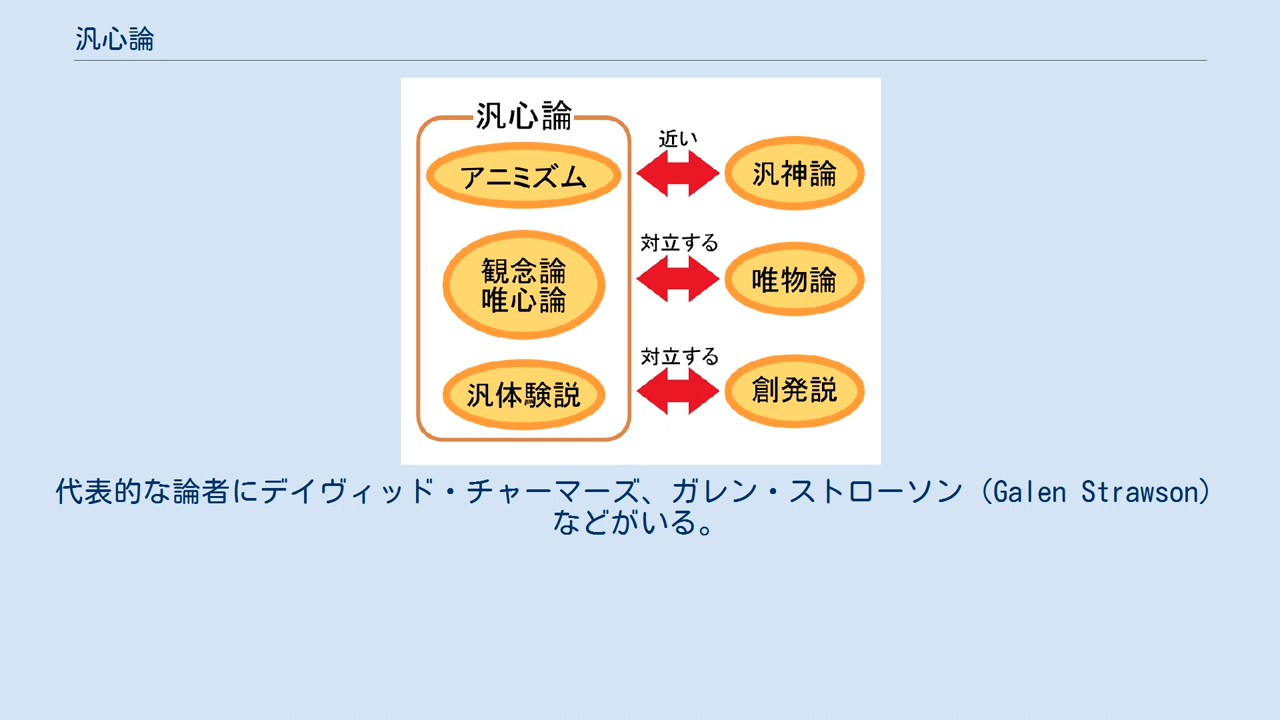 汎心論
汎心論
アニミズム
近い
汎神論
観念論
唯心論
対立する
唯物論
汎体験説
対立する
創発説
代表的な論者にデイヴィッド・チャーマーズ、ガレン・ストローソン（Galen Strawson）
などがいる。